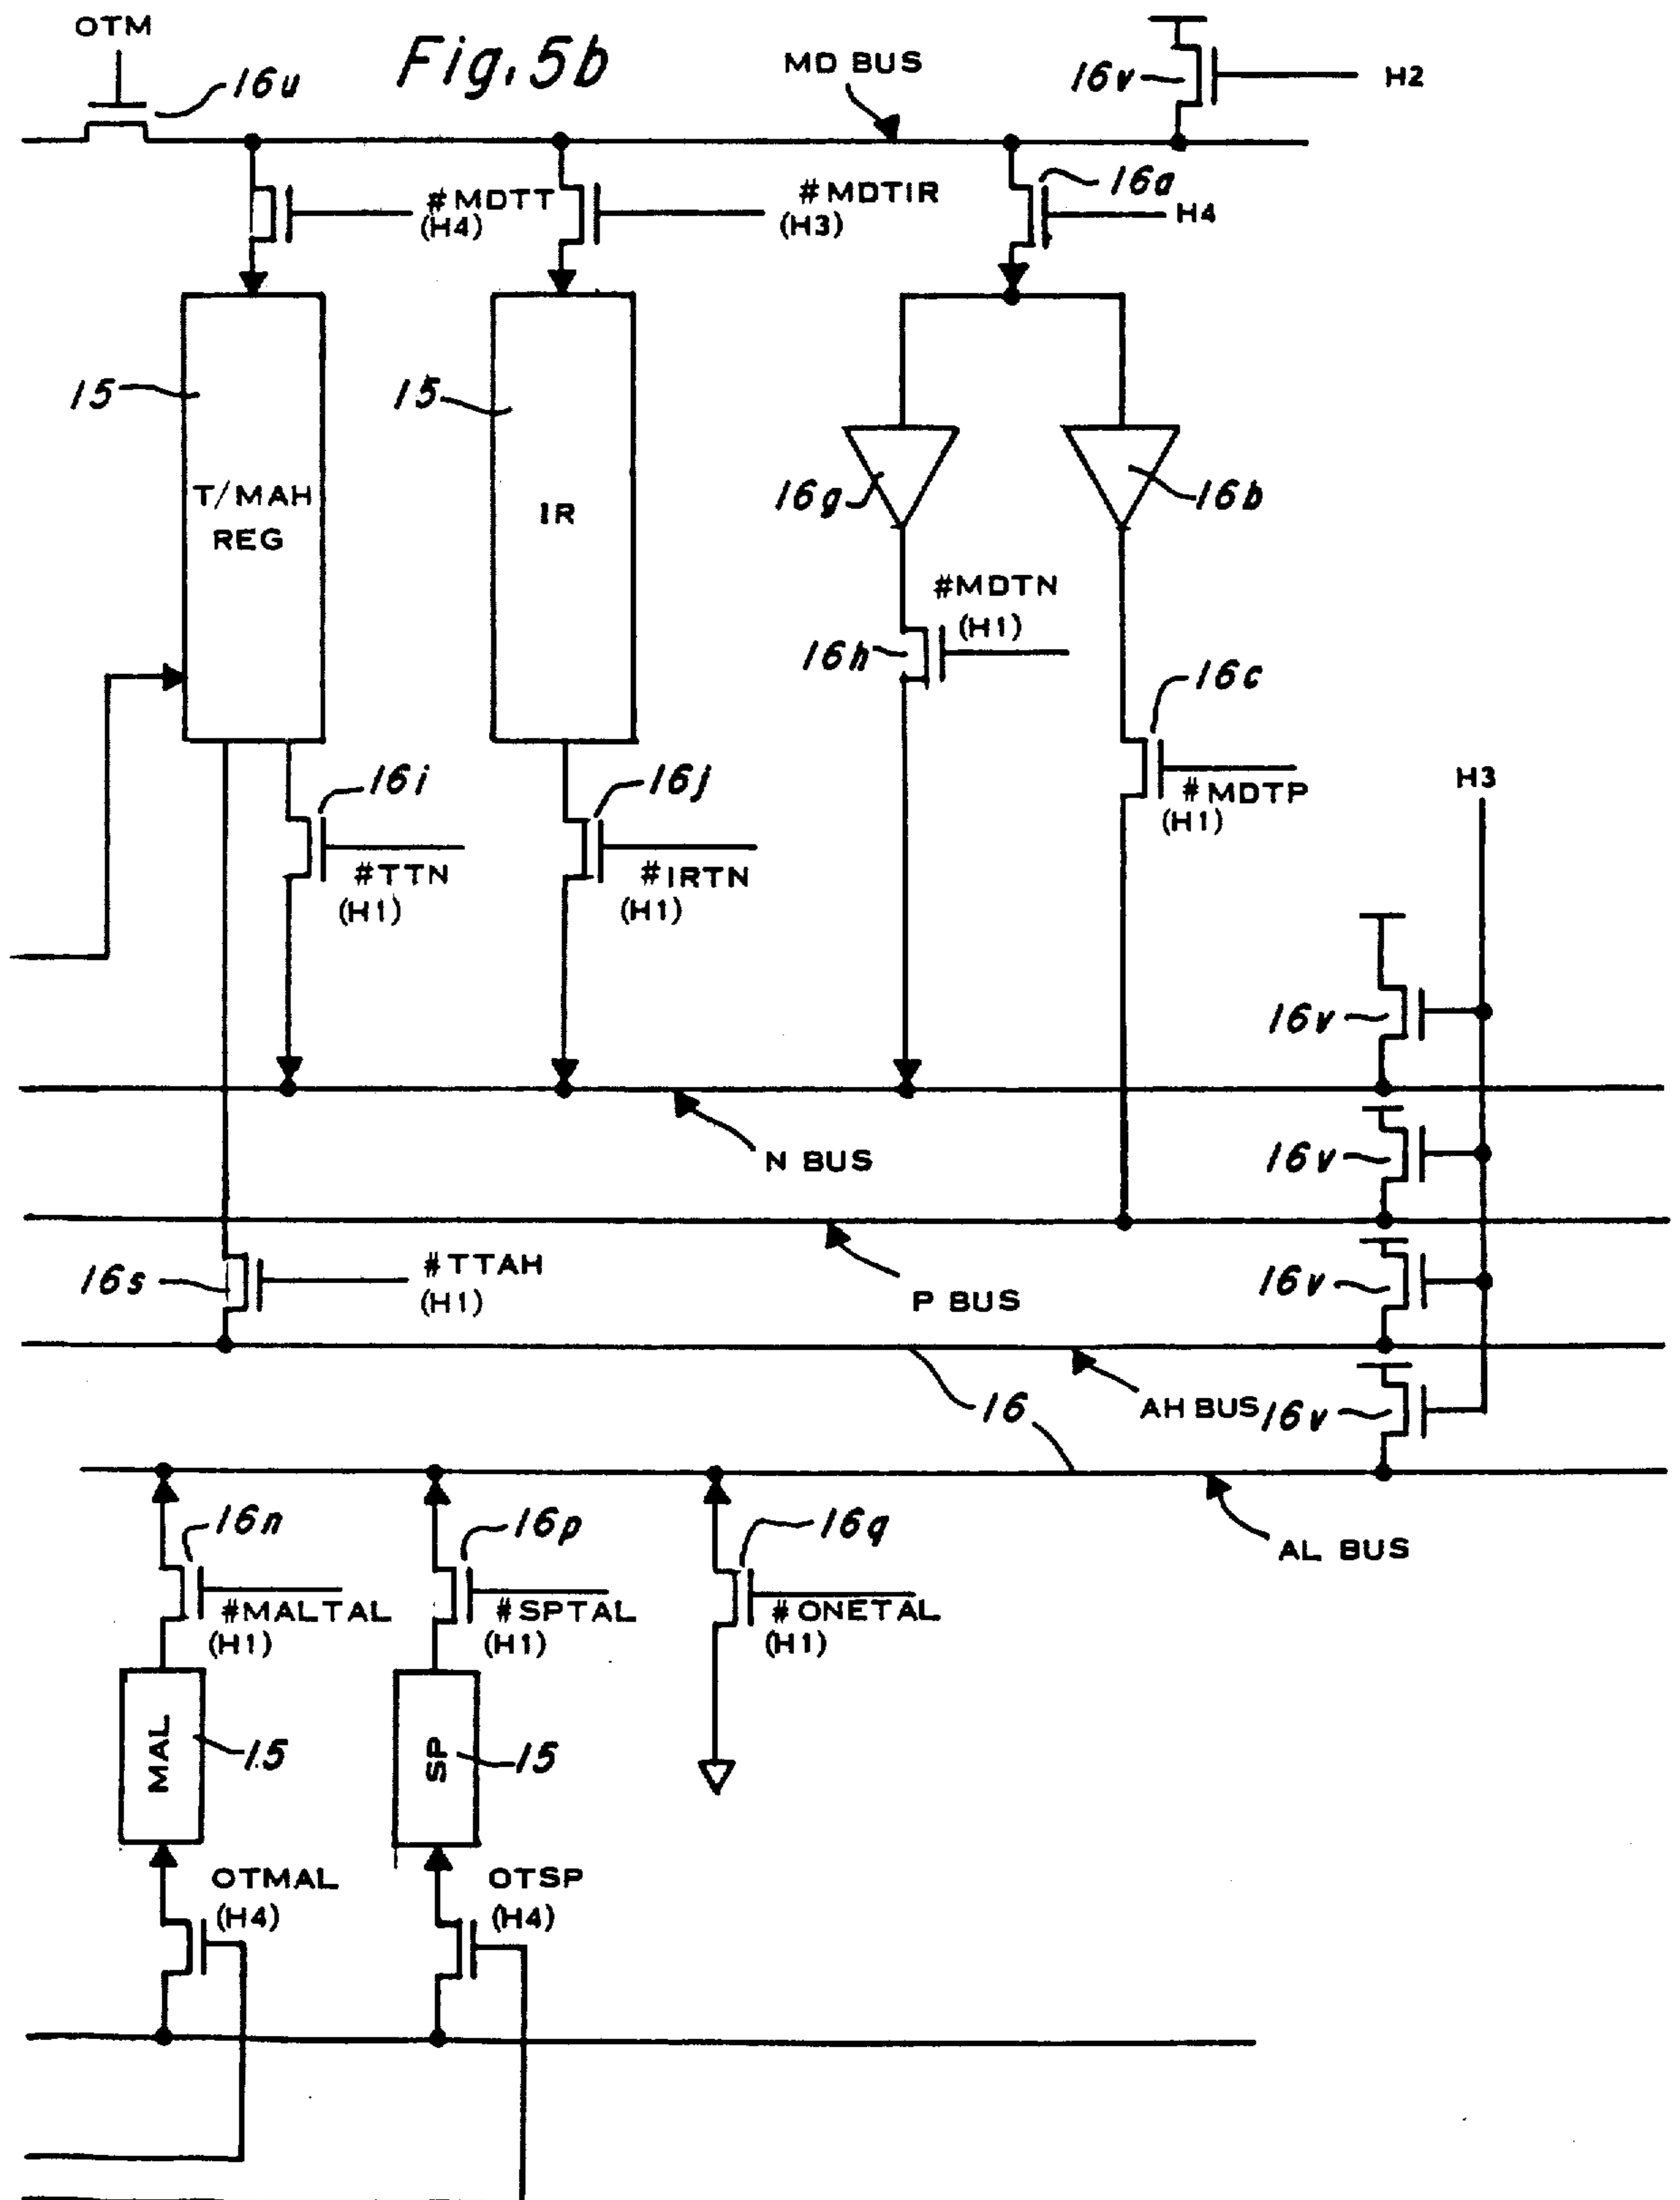 OTM
Fig. 5b
16u
MD BUS
16v
H2
#MDTT
(H4)
#MDTIR
(H3)
16a
H4
15
15
T/MAH
REG
IR
16g
16b
#MDTN
(H1)
16h
16c
#MDTP
(H1)
H3
16i
16j
#TTN
(H1)
#IRTN
(H1)
16v
N BUS
16v
16s
#TTAH
(H1)
P BUS
16v
16
AH BUS
16v
16n
16p
16q
AL BUS
#MALTAL
(H1)
#SPTAL
(H1)
#ONETAL
(H1)
MAL
15
SP
15
OTMAL
(H4)
OTSP
(H4)